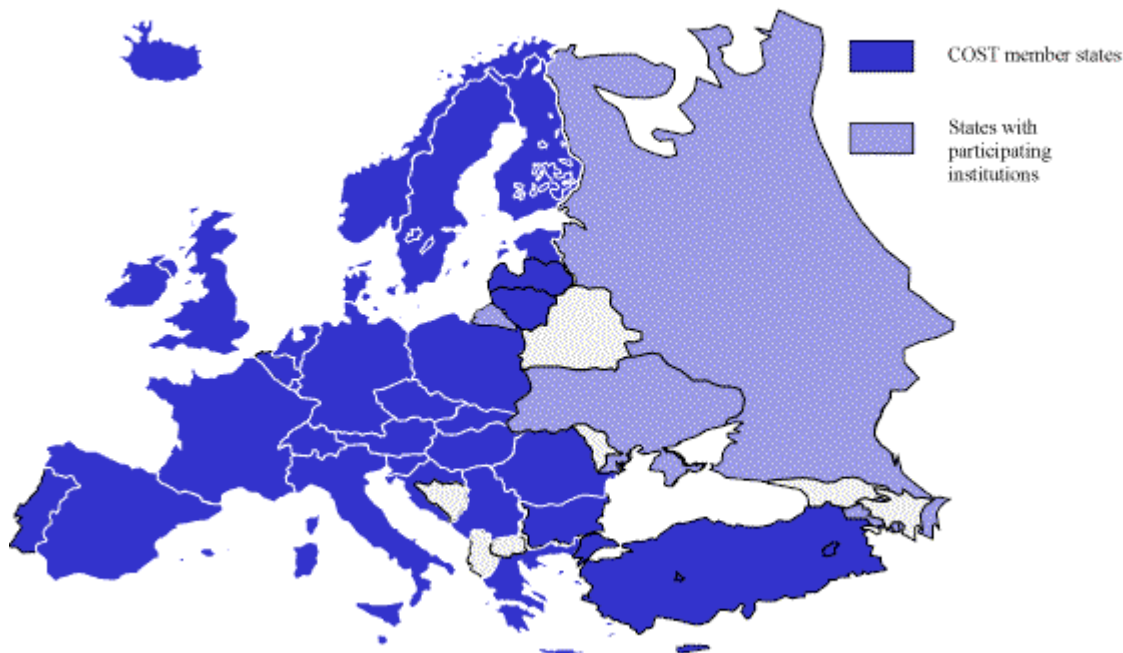 COST member states
States with
participating
institutions